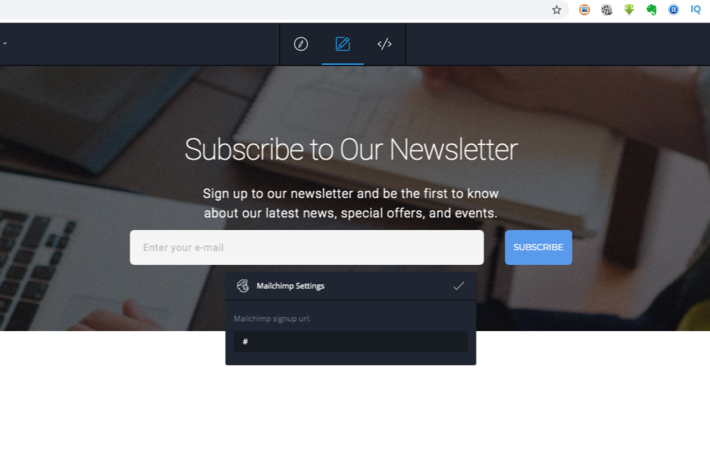 IQ
</>
Subscribe to Our Newsletter
Sign up to our newsletter and be the first to know
about our latest news, special offers, and events.
Enter your e-mail
SUBSCRIBE
Mailchimp Settings
Mailchimp signup url:
#